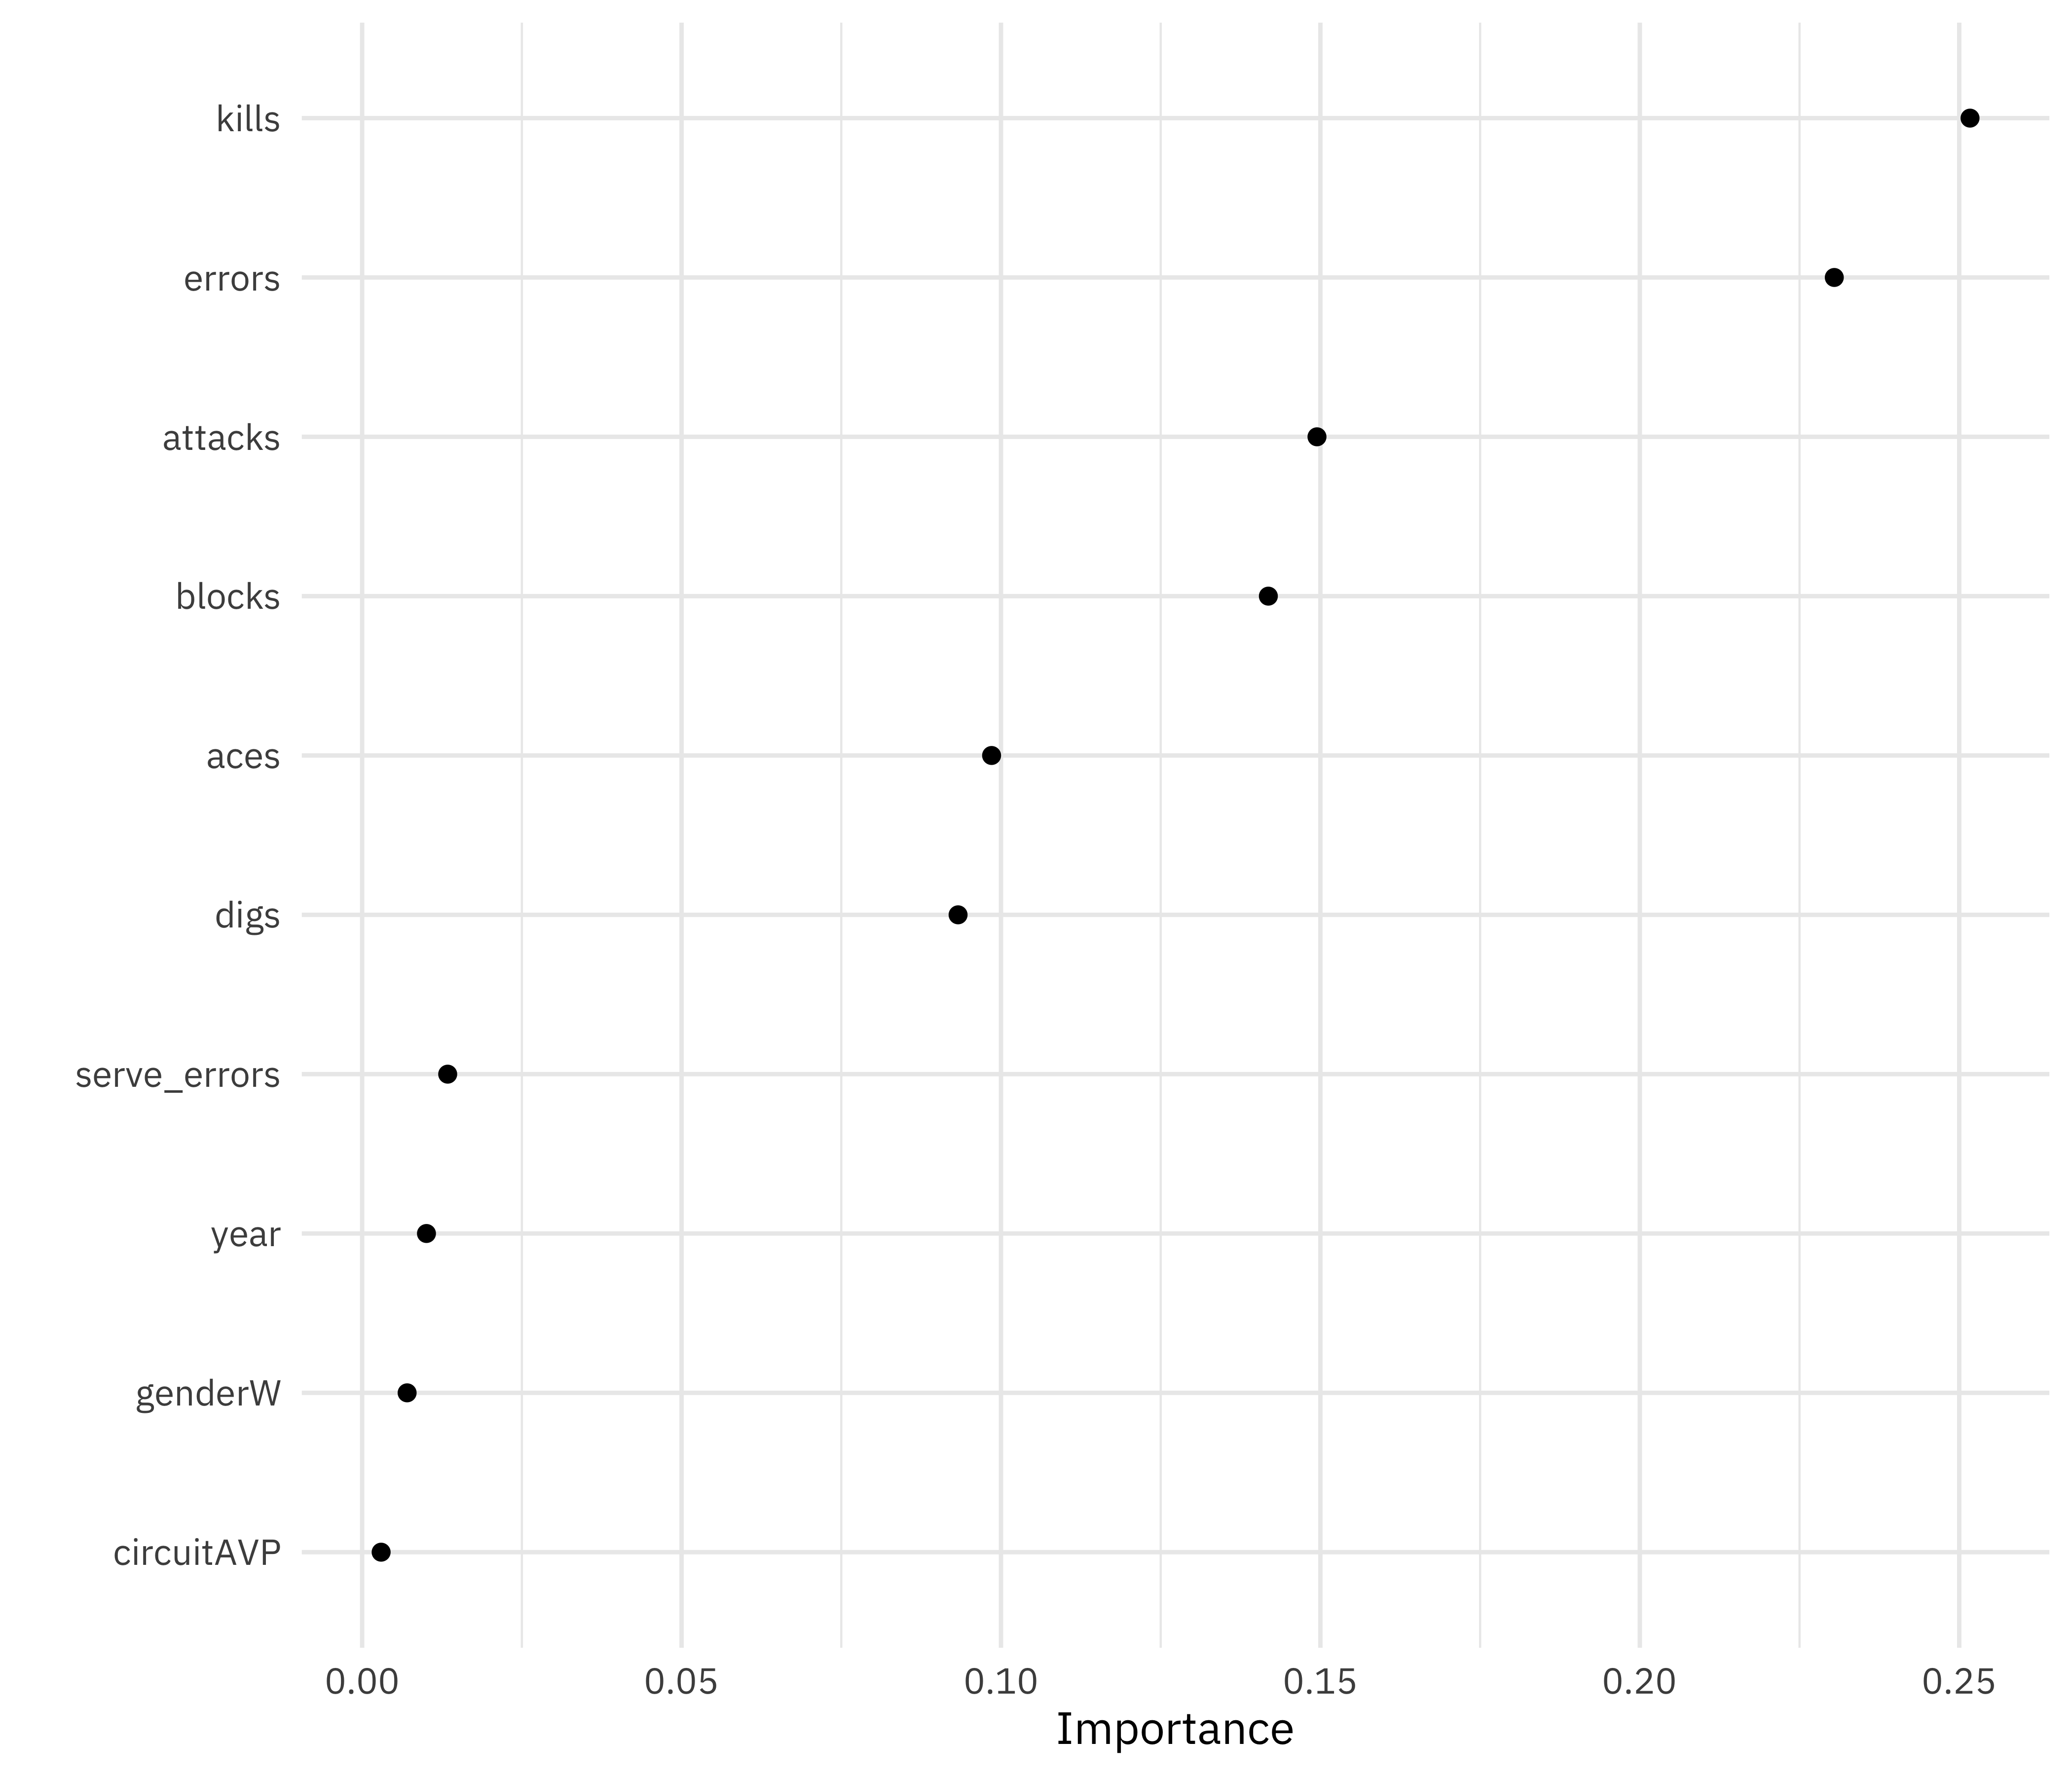 kills
errors
attacks
blocks
aces
digs
serve_errors
year
genderW
circuitAVP
0.00 0.05 0.10 0.15 0.20 0.25
Importance